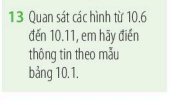 13 Quan sát các hình từ 10.6
đến 10.11, em hãy điền
thông tin theo mẫu
bảng 10.1.